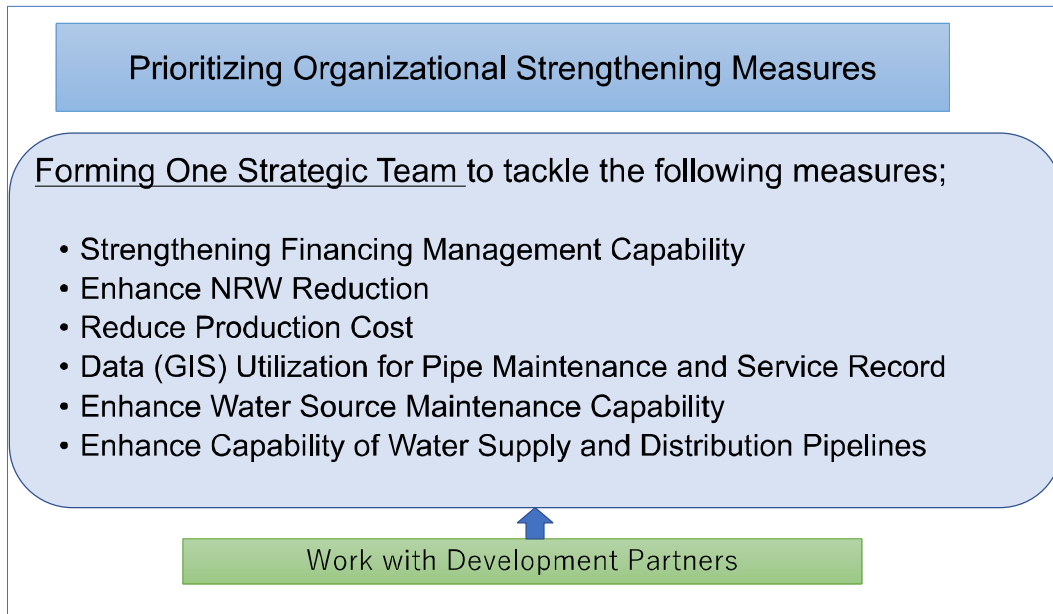 Prioritizing Organizational Strengthening Measures
Forming One Strategic Team to tackle the following measures;
• Strengthening Financing Management Capability
• Enhance NRW Reduction
• Reduce Production Cost
• Data (GIS) Utilization for Pipe Maintenance and Service Record
• Enhance Water Source Maintenance Capability
• Enhance Capability of Water Supply and Distribution Pipelines
Work with Development Partners